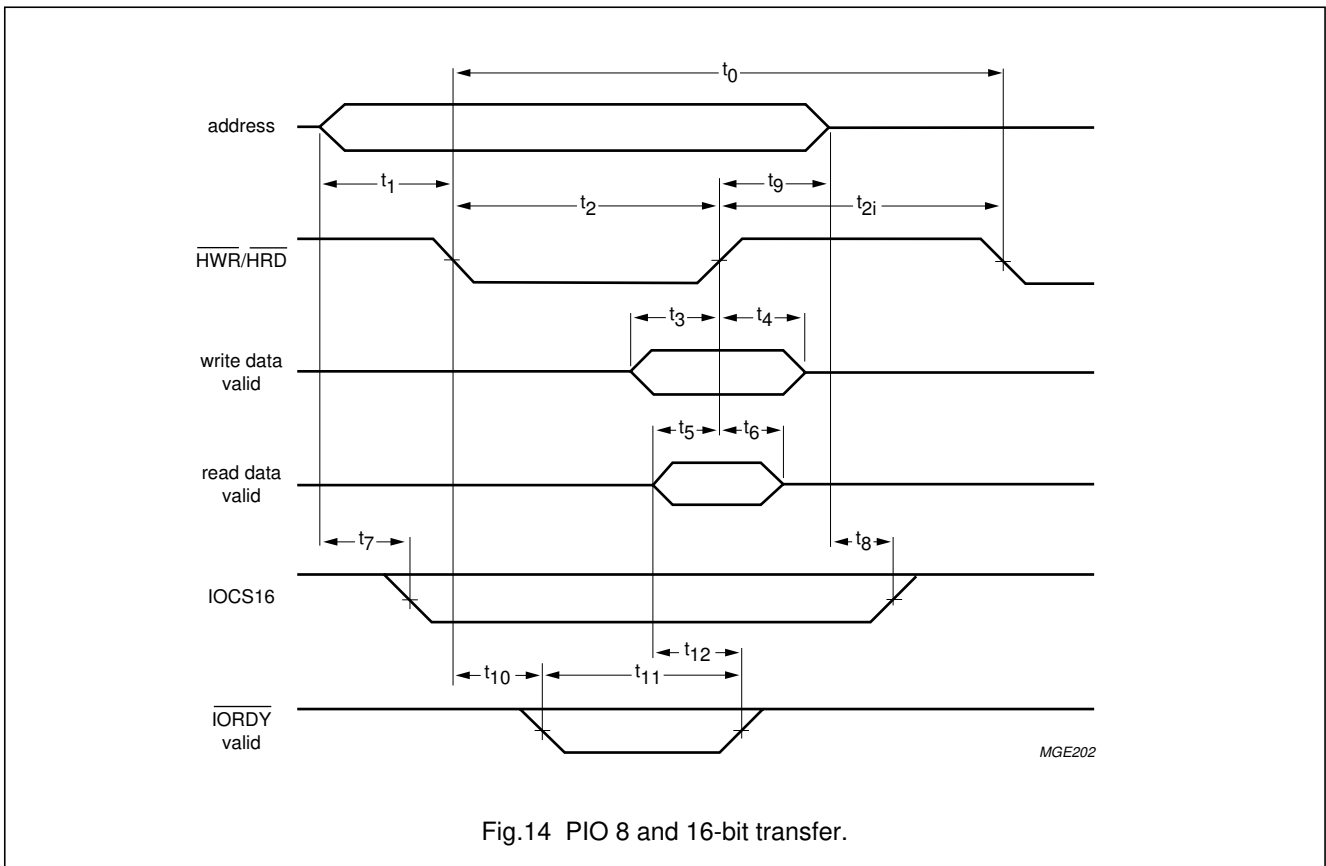 t0
address
t1
t9
t2
t2i
HWR/HRD
t3
t4
write data
valid
t5
t6
read data
valid
t7
t8
IOCS16
t12
t10
t11
IORDY
valid
MGE202
Fig.14 PIO 8 and 16-bit transfer.